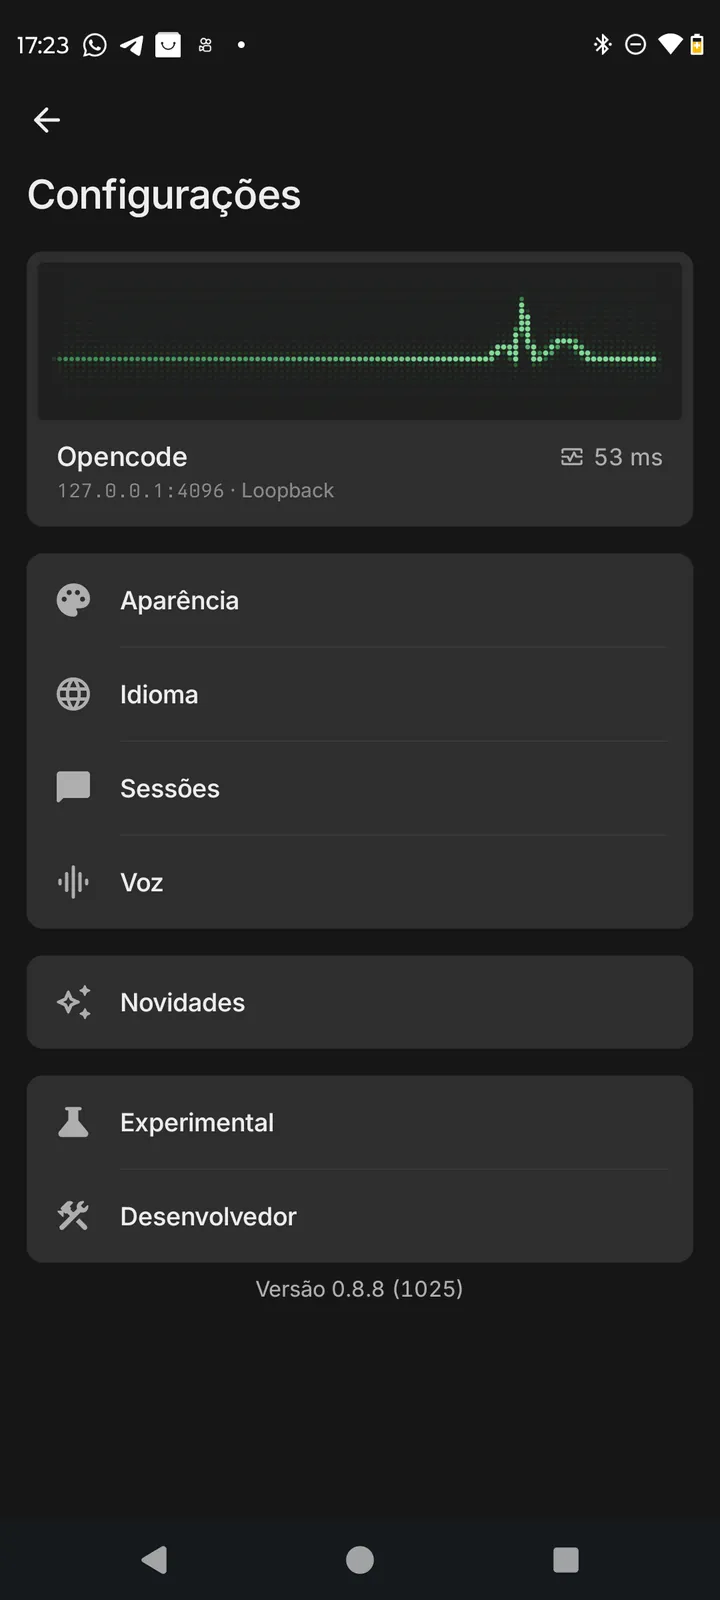 17:23
Configurações
Opencode
53 ms
127.0.0.1:4096 · Loopback
Aparência
Idioma
Sessões
Voz
Novidades
Experimental
Desenvolvedor
Versão 0.8.8 (1025)